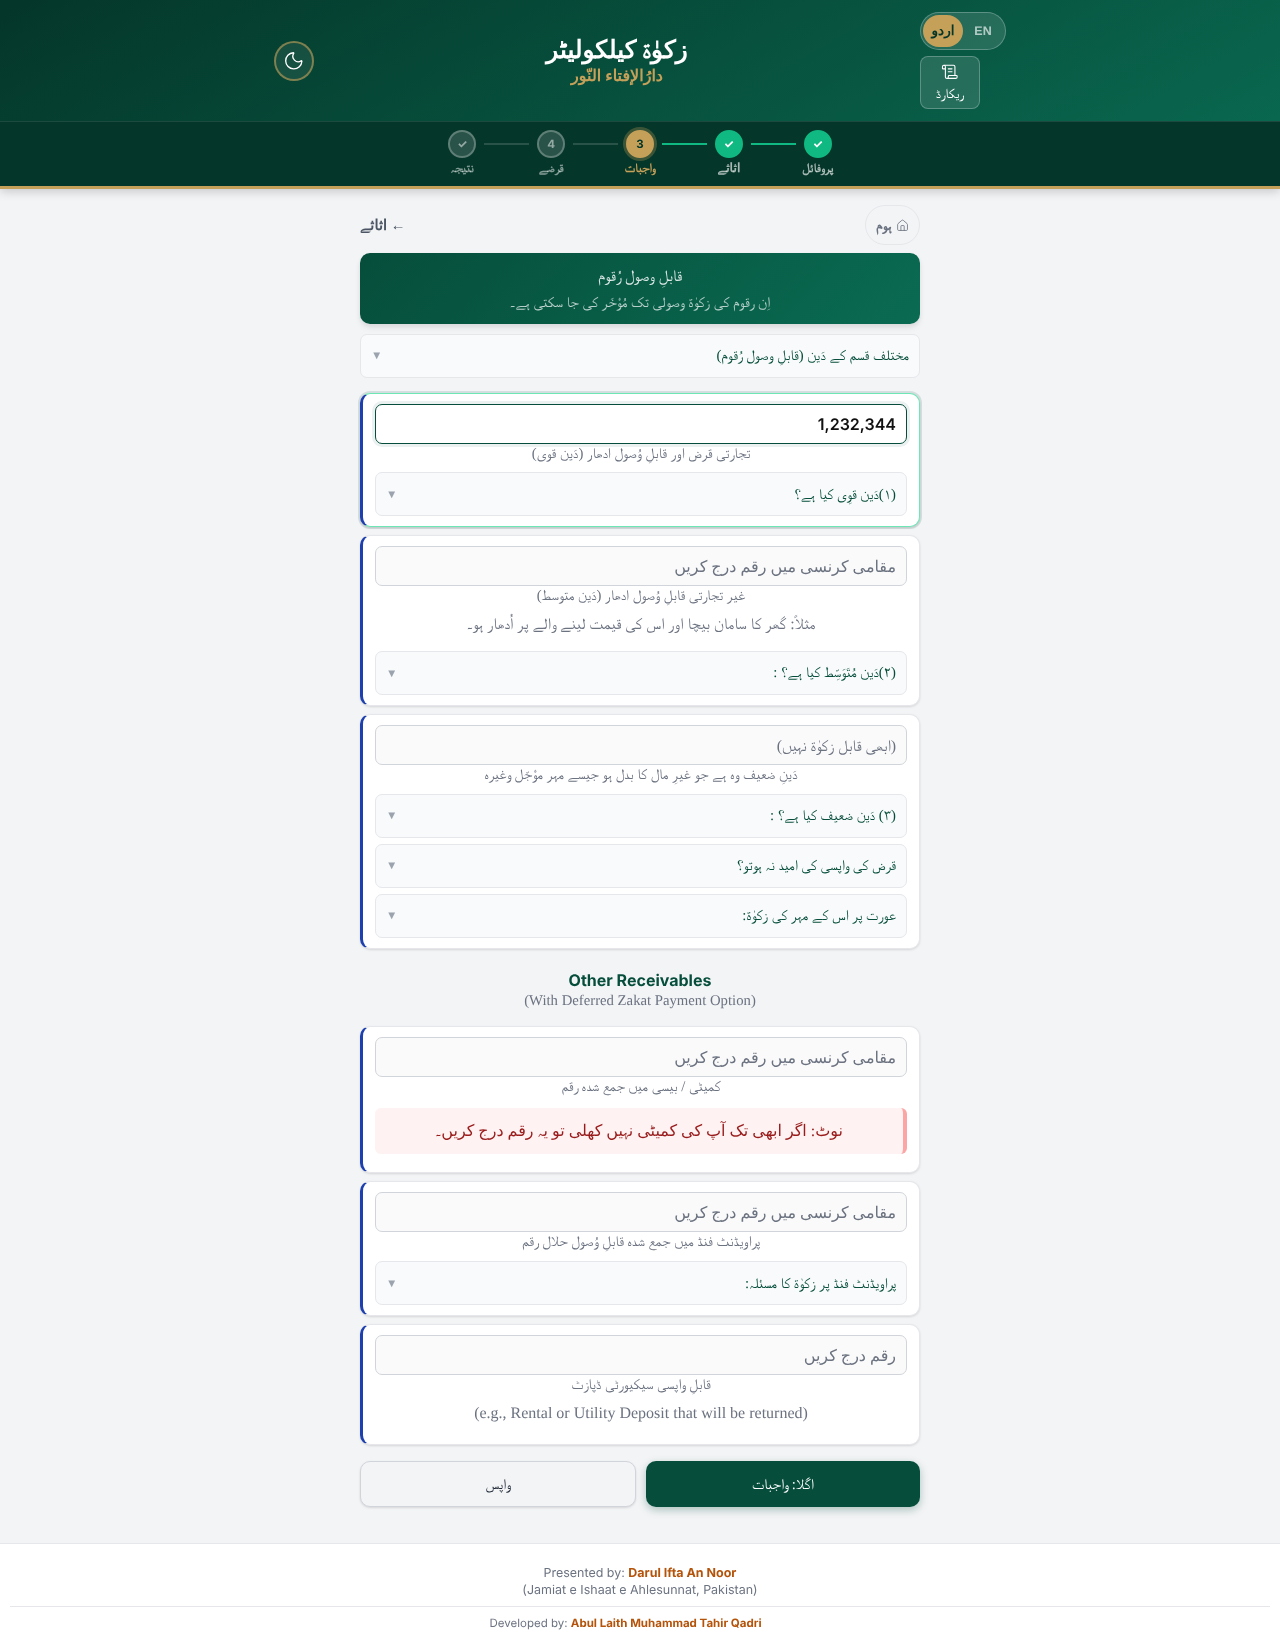 اردو EN
ریکارڈ
زکوٰۃ کیلکولیٹر
دارُالإفتاء النّور
پروفائل
اثاثے
3
واجبات
4
قرضے
نتیجہ
ہوم
← اثاثے
قابلِ وصول رُقوم
اِن رقوم کی زکوٰۃ وصولی تک مُؤخَر کی جا سکتی ہے۔
مختلف قسم کے دَین (قابلِ وصول رُقوم)
1,232,344
تجارتی قرض اور قابلِ وُصول ادھار (دَین قوی)
(۱)دَین قوِی کیا ہے؟
مقامی کرنسی میں رقم درج کریں
غیر تجارتی قابلِ وُصول ادھار (دَین متوسط)
مثلاً: گھر کا سامان بیچا اور اس کی قیمت لینے والے پر اُدھار ہو۔
(۲)دَین مُتَوَسِّط کیا ہے؟ :
(ابھی قابل زکوٰۃ نہیں)
دَینِ ضعیف وہ ہے جو غیرِ مال کا بدل ہو جیسے مہر مؤجَل وغیرہ
(۳) دَین ضعیف کیا ہے؟ :
قرض کی واپسی کی امید نہ ہوتو؟
عورت پر اس کے مہر کی زکوٰۃ:
Other Receivables
(With Deferred Zakat Payment Option)
مقامی کرنسی میں رقم درج کریں
کمیٹی / بیسی میں جمع شدہ رقم
نوٹ: اگر ابھی تک آپ کی کمیٹی نہیں کھلی تو یہ رقم درج کریں۔
مقامی کرنسی میں رقم درج کریں
پراویڈنٹ فنڈ میں جمع شدہ قابلِ وُصول حلال رقم
پراویڈنٹ فنڈ پر زکوٰۃ کا مسئلہ:
رقم درج کریں
قابلِ واپسی سیکیورٹی ڈپازٹ
(e.g., Rental or Utility Deposit that will be returned)
اگلا: واجبات
واپس
Presented by: Darul Ifta An Noor
(Jamiat e Ishaat e Ahlesunnat, Pakistan)
Developed by: Abul Laith Muhammad Tahir Qadri